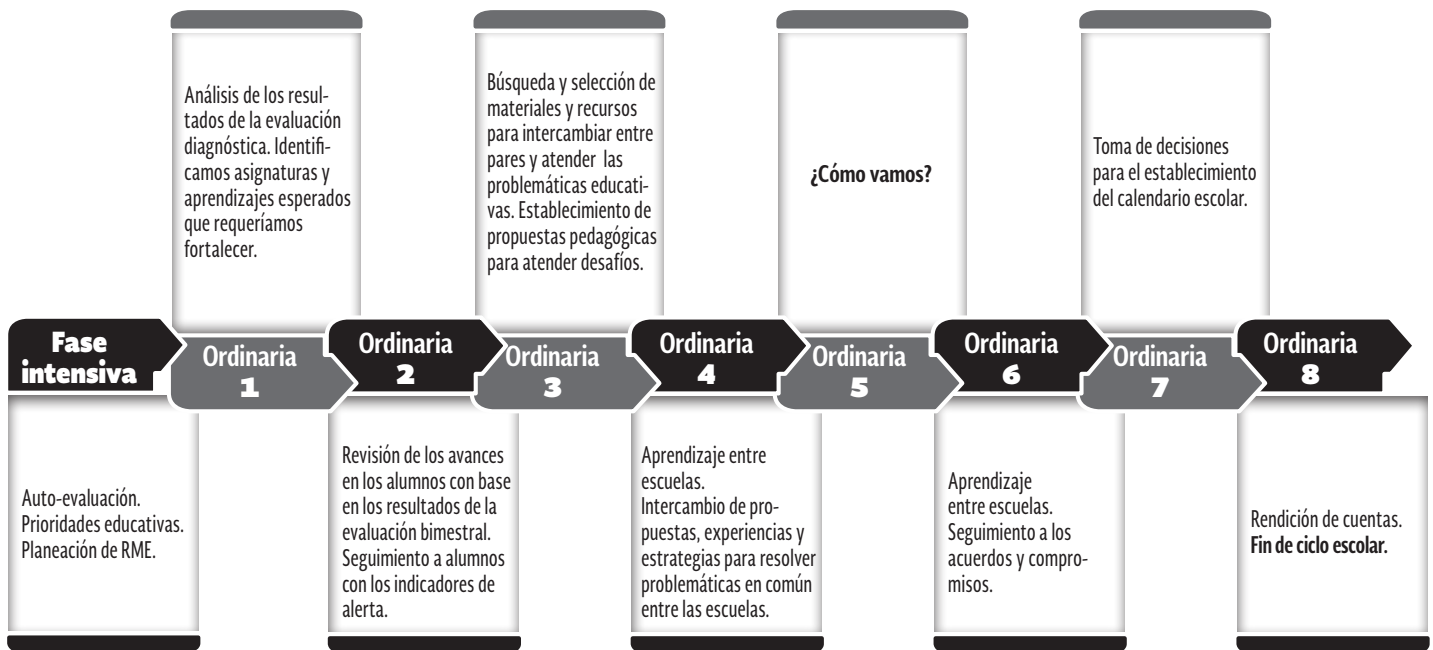 Análisis de los resul-
tados de la evaluación
diagnóstica. Identifi-
camos asignaturas y
aprendizajes esperados
que requeríamos
fortalecer.
Búsqueda y selección de
materiales y recursos
para intercambiar entre
pares y atender las
problemáticas educati-
vas. Establecimiento de
propuestas pedagógicas
para atender desafíos.
¿Cómo vamos?
Toma de decisiones
para el establecimiento
del calendario escolar.
Fase
intensiva
Ordinaria
1
Ordinaria
2
Ordinaria
3
Ordinaria
4
Ordinaria
5
Ordinaria
6
Ordinaria
7
Ordinaria
8
Auto-evaluación.
Prioridades educativas.
Planeación de RME.
Revisión de los avances
en los alumnos con base
en los resultados de la
evaluación bimestral.
Seguimiento a alumnos
con los indicadores de
alerta.
Aprendizaje entre
escuelas.
Intercambio de pro-
puestas, experiencias y
estrategias para resolver
problemáticas en común
entre las escuelas.
Aprendizaje
entre escuelas.
Seguimiento a los
acuerdos y compro-
misos.
Rendición de cuentas.
Fin de ciclo escolar.